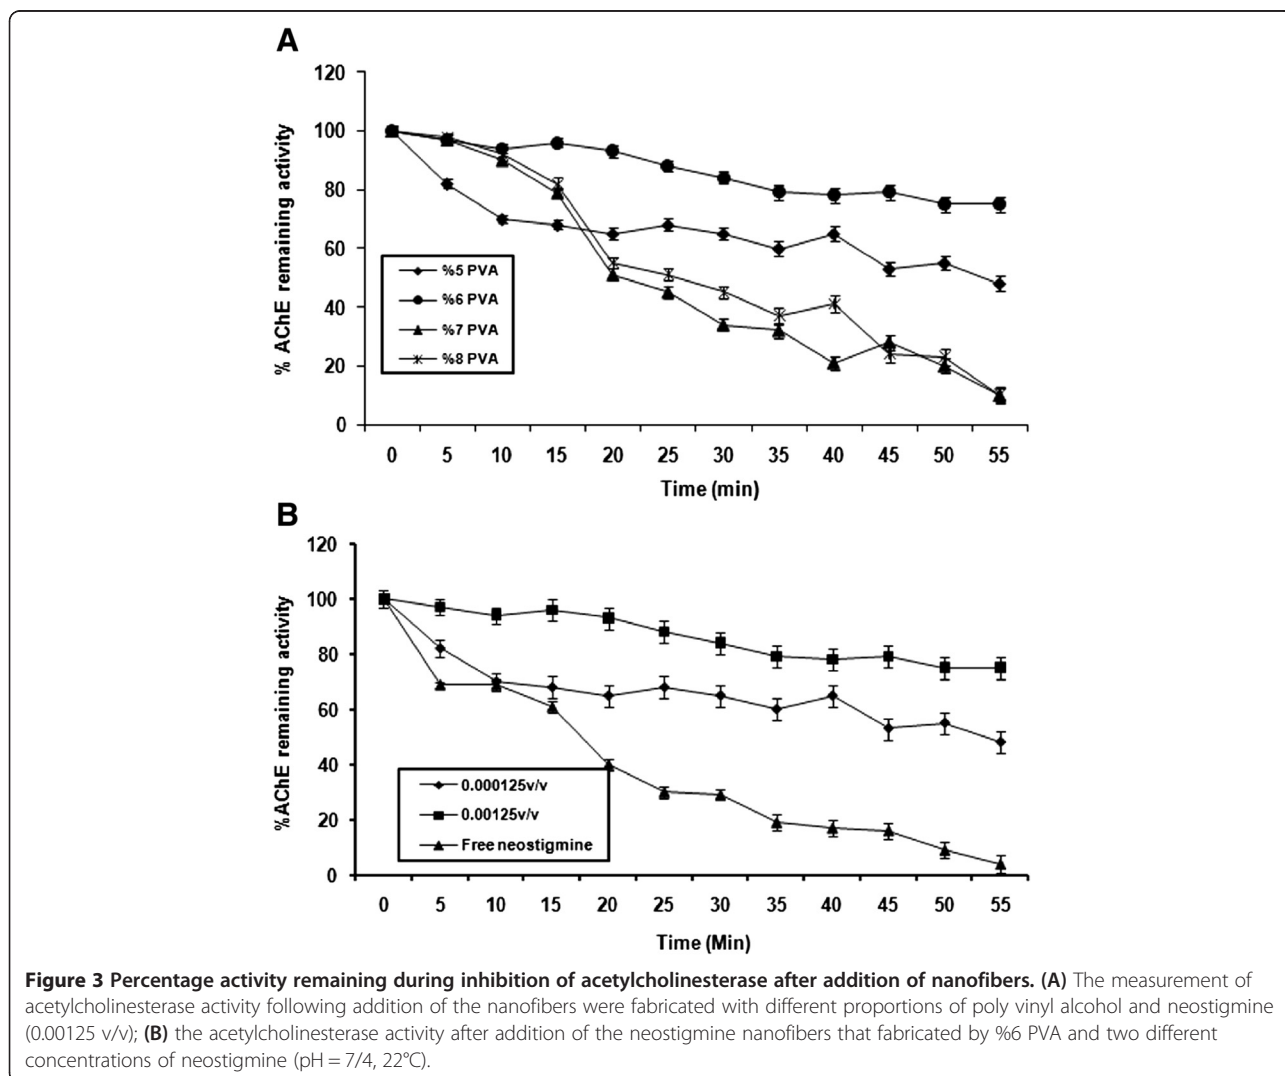 A
120
100
80
60
40
20
0
% AChE remaining activity
%5 PVA
%6 PVA
%7 PVA
%8 PVA
0 5 10 15 20 25 30 35 40 45 50 55
Time (min)
B
120
100
80
60
40
20
0
%AChE remaining activity
0.000125v/v
0.00125v/v
Free neostigmine
0 5 10 15 20 25 30 35 40 45 50 55
Time (Min)
Figure 3 Percentage activity remaining during inhibition of acetylcholinesterase after addition of nanofibers. (A) The measurement of
acetylcholinesterase activity following addition of the nanofibers were fabricated with different proportions of poly vinyl alcohol and neostigmine
(0.00125 v/v); (B) the acetylcholinesterase activity after addition of the neostigmine nanofibers that fabricated by %6 PVA and two different
concentrations of neostigmine (pH = 7/4, 22°C).